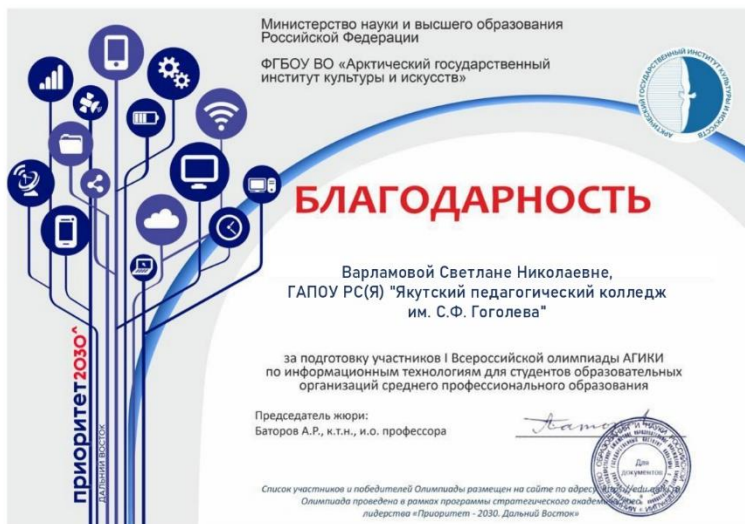 Министерство науки и высшего образования
Российской Федерации
ФГБОУ ВО «Арктический государственный
институт культуры и искусств»
АРКТИЧЕСКИЙ ГОСУДАРСТВЕННЫЙ ИНСТИТУТ КУЛЬТУРЫ И ИСКУССТВ
БЛАГОДАРНОСТЬ
Варламовой Светлане Николаевне,
ГАПОУ РС(Я) "Якутский педагогический колледж
им. С.Ф. Гоголева"
за подготовку участников I Всероссийской олимпиады АГИКИ
по информационным технологиям для студентов образовательных
организаций среднего профессионального образования
Председатель жюри:
Баторов А.Р., к.т.н., и.о. профессора
Для
документов
Список участников и победителей Олимпиады размещен на сайте по адресу:
Олимпиада проведена в рамках программы стратегического
лидерства «Приоритет - 2030. Дальний Восток»
приоритет2030^
ДАЛЬНИЙ ВОСТОК